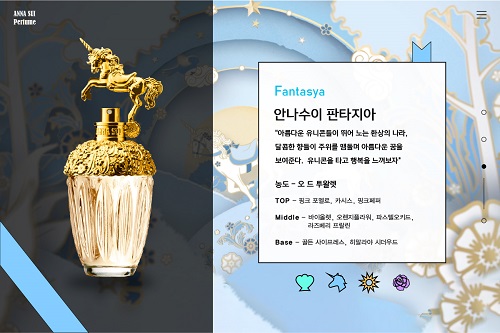 ANNA SUI
Perfume
Fantasya
안나수이 판타지아
"아름다운 유니콘들이 뛰어 노는 환상의 나라,
달콤한 향들이 주위를 맴돌며 아름다운 꿈을
보여준다. 유니콘을 타고 행복을 느껴보자"
농도 - 오 드 뚜왈렛
TOP - 핑크 포멜로, 카시스, 핑크페퍼
Middle - 바이올렛, 오렌지플라워, 파스텔오키드,
라즈베리 프랄린
Base - 골든 사이프레스, 히말라야 시더우드